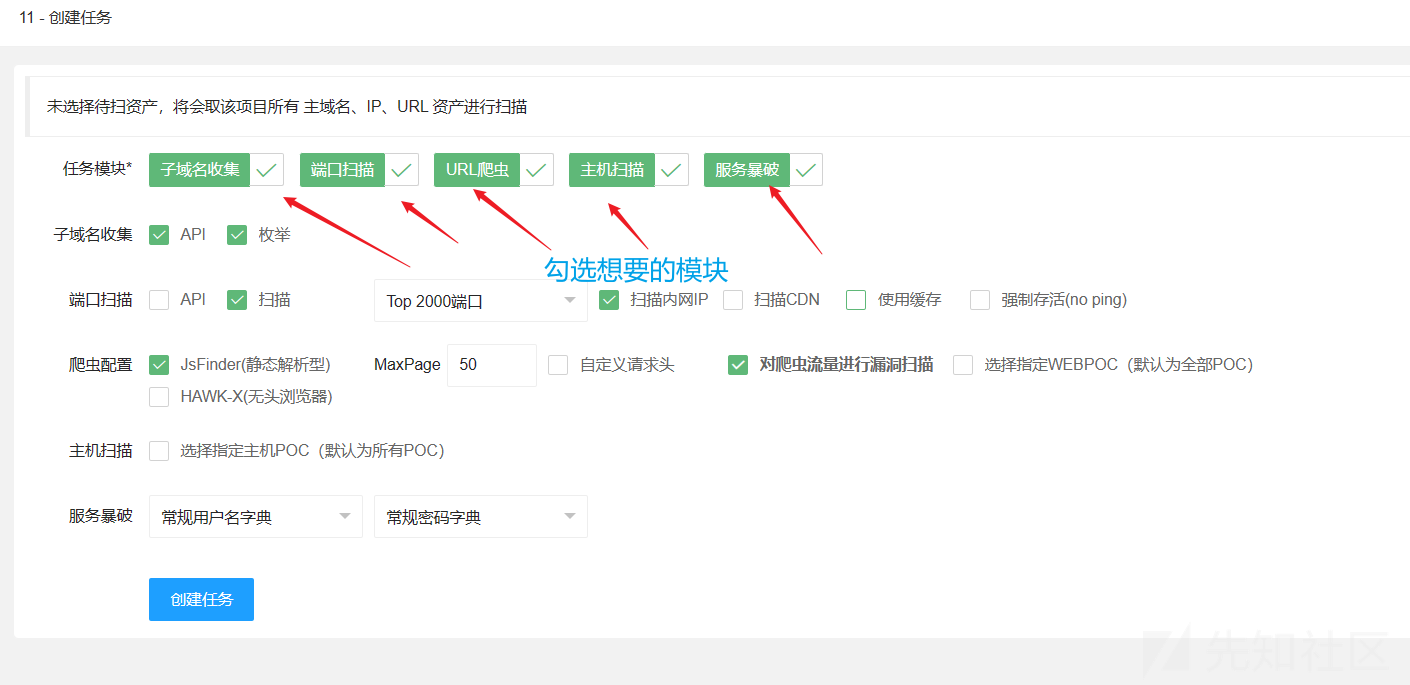 11 - 创建任务
未选择待扫资产，将会取该项目所有 主域名、IP、URL 资产进行扫描
任务模块* 子域名收集 端口扫描 URL爬虫 主机扫描 服务暴破
子域名收集 API 枚举
勾选想要的模块
端口扫描 API 扫描 Top 2000端口 扫描内网IP 扫描CDN 使用缓存 强制存活(no ping)
爬虫配置 JsFinder(静态解析型) MaxPage 50 自定义请求头 对爬虫流量进行漏洞扫描 选择指定WEBPOC（默认为全部POC）
HAWK-X(无头浏览器)
主机扫描 选择指定主机POC（默认为所有POC）
服务暴破 常规用户名字典 常规密码字典
创建任务
先知社区